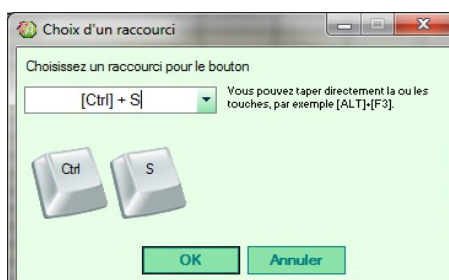 Choix d'un raccourci
Choisissez un raccourci pour le bouton
[Ctrl] + S
Vous pouvez taper directement la ou les
touches, par exemple [ALT]+[F3].
Ctrl
S
OK
Annuler